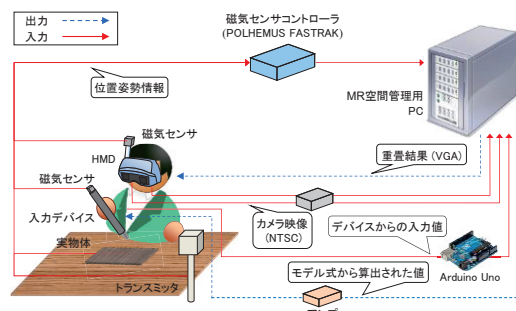 出力
入力
磁気センサコントローラ
(POLHEMUS FASTRAK)
位置姿勢情報
MR空間管理用
PC
磁気センサ
HMD
重畳結果 (VGA)
磁気センサ
入力デバイス
カメラ映像
(NTSC)
デバイスからの入力値
実物体
モデル式から算出された値
Arduino Uno
トランスミッタ